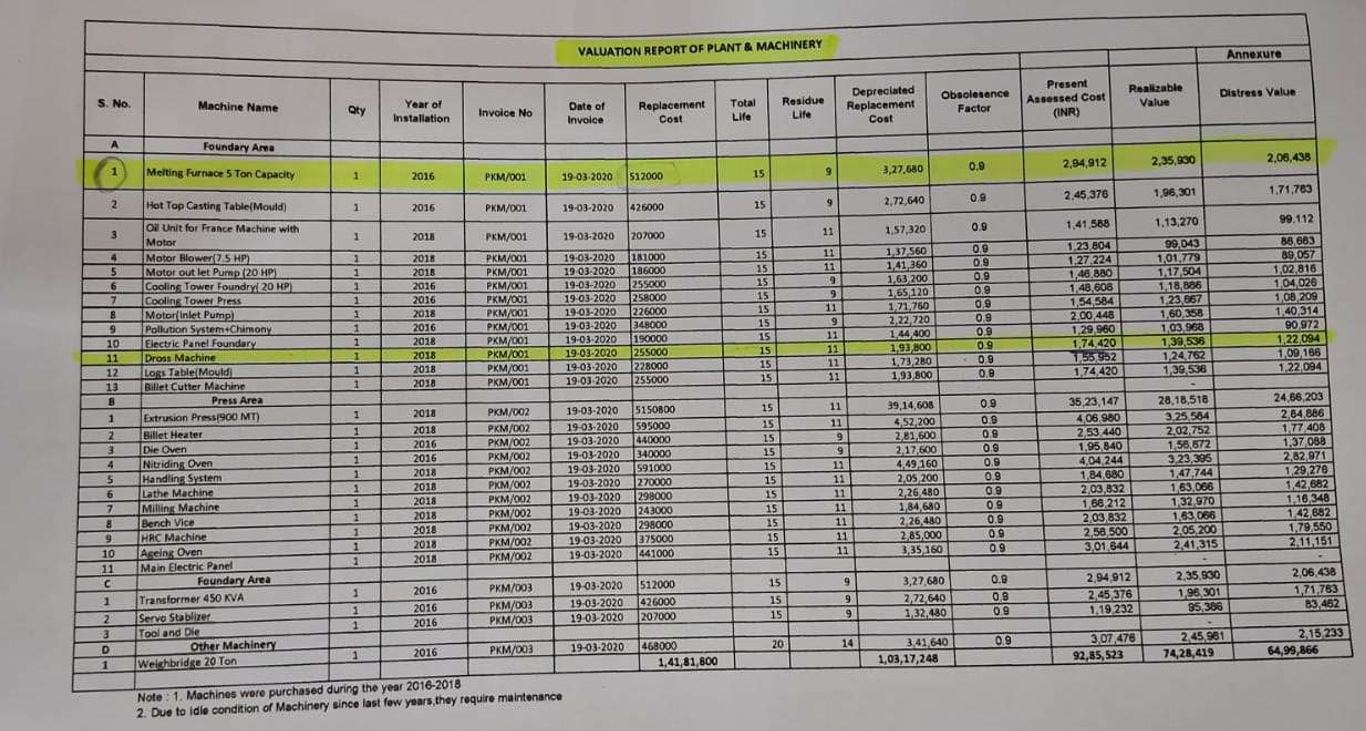 VALUATION REPORT OF PLANT & MACHINERY
Annexure
S. No. Machine Name Qty Year of Installation Invoice No Date of Invoice Replacement Cost Total Life Residue Life Depreciated Replacement Cost Obsolesence Factor Present Assessed Cost (INR) Realizable Value Distress Value
A Foundary Area
1 Melting Furnace 5 Ton Capacity 1 2016 PKM/001 19-03-2020 512000 15 9 3,27,680 0.9 2,94,912 2,35,930 2,06,438
2 Hot Top Casting Table(Mould) 1 2016 PKM/001 19-03-2020 426000 15 9 2,72,640 0.9 2,45,376 1,96,301 1,71,763
3 Oil Unit for France Machine with Motor 1 2018 PKM/001 19-03-2020 207000 15 11 1,57,320 0.9 1,41,588 1,13,270 99,112
4 Motor Blower(7.5 HP) 1 2018 PKM/001 19-03-2020 181000 15 11 1,37,560 0.9 1,23,804 99,043 86,663
5 Motor out let Pump (20 HP) 1 2018 PKM/001 19-03-2020 186000 15 11 1,41,360 0.9 1,27,224 1,01,779 89,057
6 Cooling Tower Foundry( 20 HP) 1 2016 PKM/001 19-03-2020 255000 15 9 1,63,200 0.9 1,46,880 1,17,504 1,02,816
7 Cooling Tower Press 1 2016 PKM/001 19-03-2020 258000 15 9 1,65,120 0.9 1,48,608 1,18,886 1,04,026
8 Motor(Inlet Pump) 1 2018 PKM/001 19-03-2020 226000 15 11 1,71,760 0.9 1,54,584 1,23,667 1,08,209
9 Pollution System+Chimony 1 2016 PKM/001 19-03-2020 348000 15 9 2,22,720 0.9 2,00,448 1,60,358 1,40,314
10 Electric Panel Foundary 1 2018 PKM/001 19-03-2020 190000 15 11 1,44,400 0.9 1,29,960 1,03,968 90,972
11 Dross Machine 1 2018 PKM/001 19-03-2020 255000 15 11 1,93,800 0.9 1,74,420 1,39,536 1,22,094
12 Logs Table(Mould) 1 2018 PKM/001 19-03-2020 228000 15 11 1,73,280 0.9 1,55,952 1,24,762 1,09,166
13 Billet Cutter Machine 1 2018 PKM/001 19-03-2020 255000 15 11 1,93,800 0.9 1,74,420 1,39,536 1,22,094
B Press Area -
1 Extrusion Press(900 MT) 1 2018 PKM/002 19-03-2020 5150800 15 11 39,14,608 0.9 35,23,147 28,18,518 24,66,203
2 Billet Heater 1 2018 PKM/002 19-03-2020 595000 15 11 4,52,200 0.9 4,06,980 3,25,584 2,84,886
3 Die Oven 1 2016 PKM/002 19-03-2020 440000 15 9 2,81,600 0.9 2,53,440 2,02,752 1,77,408
4 Nitriding Oven 1 2016 PKM/002 19-03-2020 340000 15 9 2,17,600 0.9 1,95,840 1,56,672 1,37,088
5 Handling System 1 2018 PKM/002 19-03-2020 591000 15 11 4,49,160 0.9 4,04,244 3,23,395 2,82,971
6 Lathe Machine 1 2018 PKM/002 19-03-2020 270000 15 11 2,05,200 0.9 1,84,680 1,47,744 1,29,276
7 Milling Machine 1 2018 PKM/002 19-03-2020 298000 15 11 2,26,480 0.9 2,03,832 1,63,066 1,42,682
8 Bench Vice 1 2018 PKM/002 19-03-2020 243000 15 11 1,84,680 0.9 1,66,212 1,32,970 1,16,348
9 HRC Machine 1 2018 PKM/002 19-03-2020 298000 15 11 2,26,480 0.9 2,03,832 1,63,066 1,42,682
10 Ageing Oven 1 2018 PKM/002 19-03-2020 375000 15 11 2,85,000 0.9 2,56,500 2,05,200 1,79,550
11 Main Electric Panel 1 2018 PKM/002 19-03-2020 441000 15 11 3,35,160 0.9 3,01,644 2,41,315 2,11,151
C Foundary Area - -
1 Transformer 450 KVA 1 2016 PKM/003 19-03-2020 512000 15 9 3,27,680 0.9 2,94,912 2,35,930 2,06,438
2 Servo Stablizer 1 2016 PKM/003 19-03-2020 426000 15 9 2,72,640 0.9 2,45,376 1,96,301 1,71,763
3 Tool and Die 1 2016 PKM/003 19-03-2020 207000 15 9 1,32,480 0.9 1,19,232 95,386 83,462
D Other Machinery -
1 Weighbridge 20 Ton 1 2016 PKM/003 19-03-2020 468000 20 14 3,41,640 0.9 3,07,476 2,45,981 2,15,233
1,41,81,800 1,03,17,248 92,85,523 74,28,419 64,99,866
Note : 1. Machines were purchased during the year 2016-2018
2. Due to Idle condition of Machinery since last few years,they require maintenance